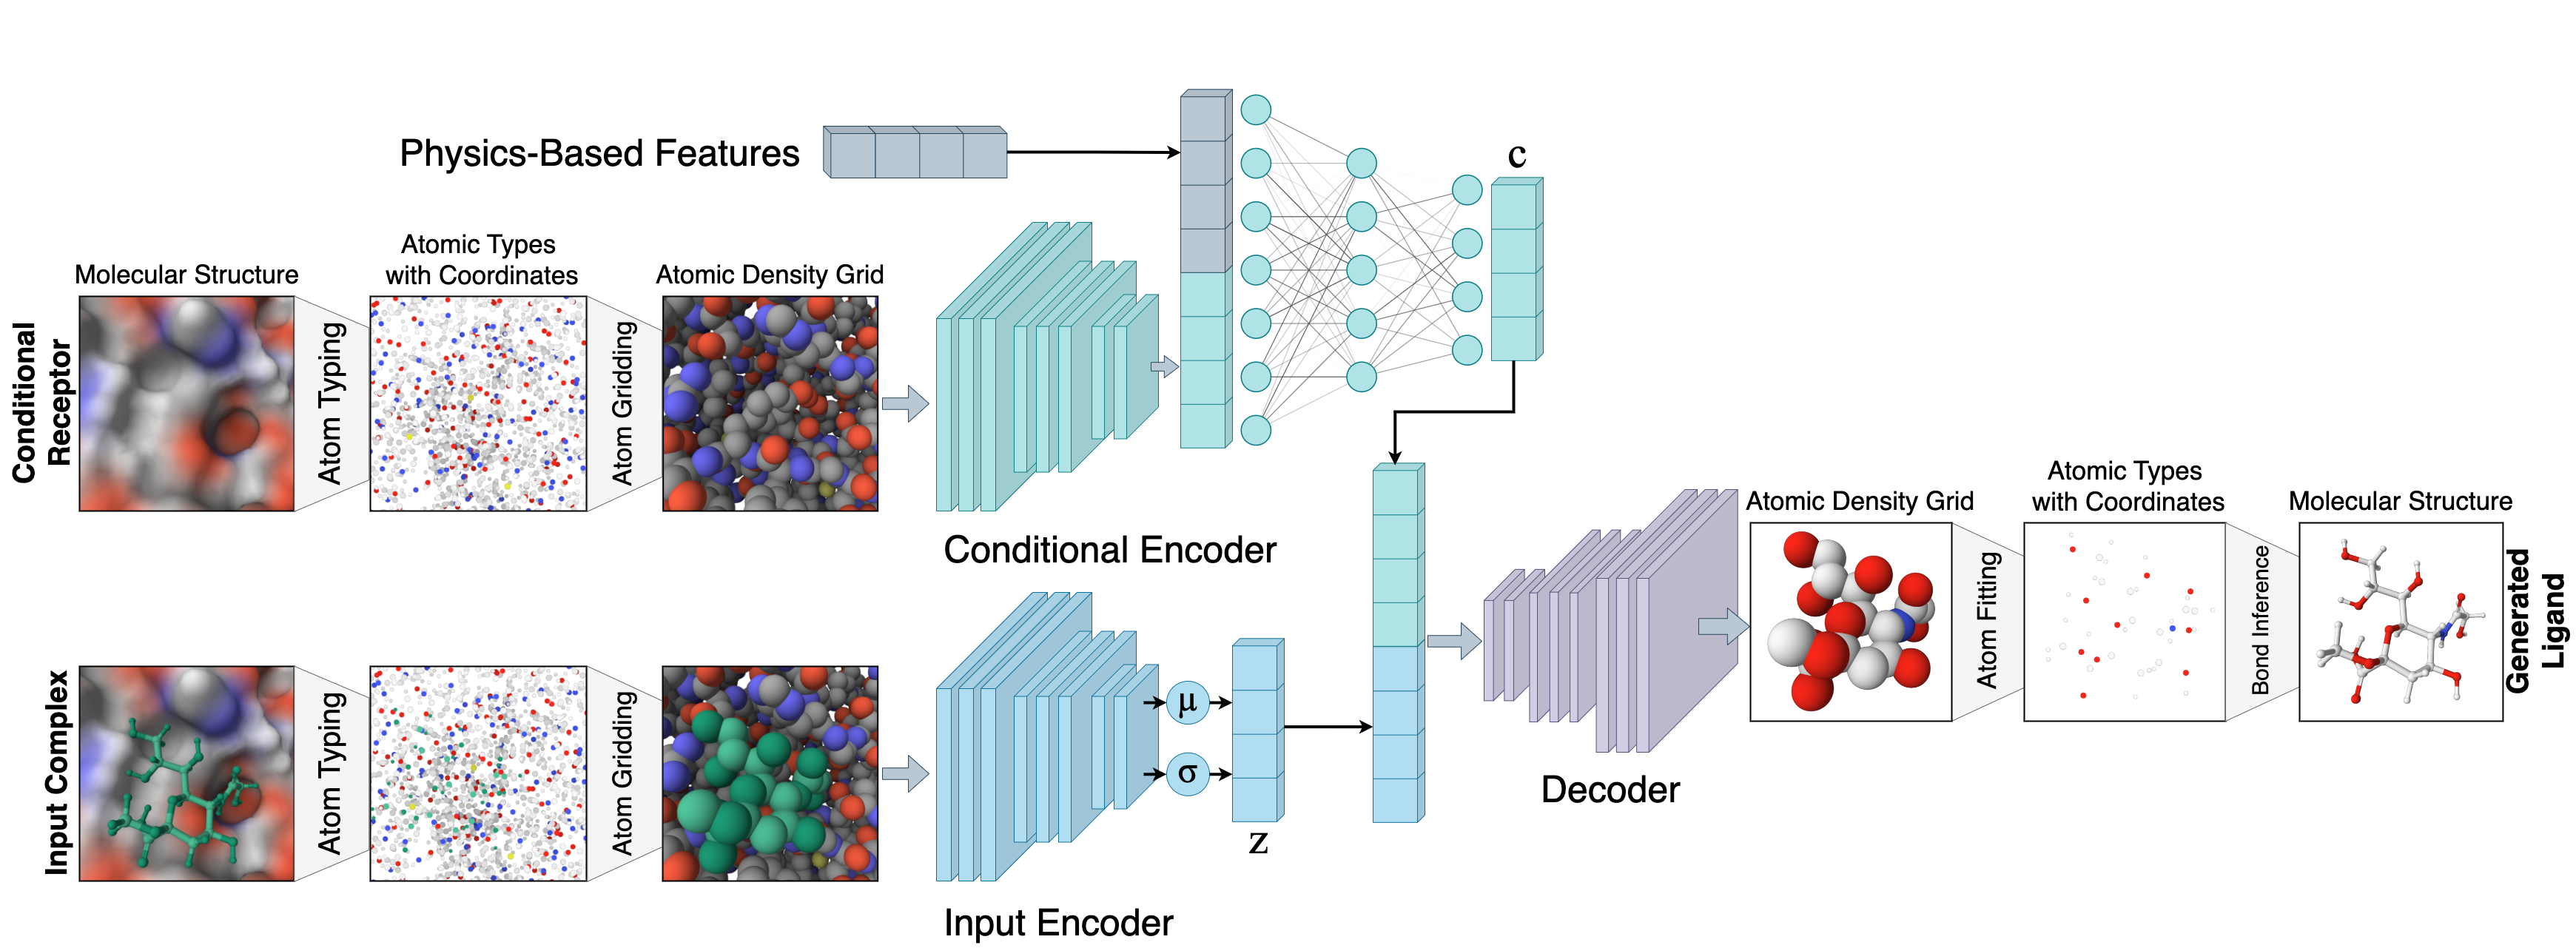 Physics-Based Features
c
Conditional
Receptor
Molecular Structure
Atom Typing
Atomic Types
with Coordinates
Atom Gridding
Atomic Density Grid
Conditional Encoder
Input Complex
Atom Typing
Atom Gridding
Input Encoder
μ
σ
z
Decoder
Atomic Density Grid
Atom Fitting
Atomic Types
with Coordinates
Bond Inference
Molecular Structure
Generated
Ligand